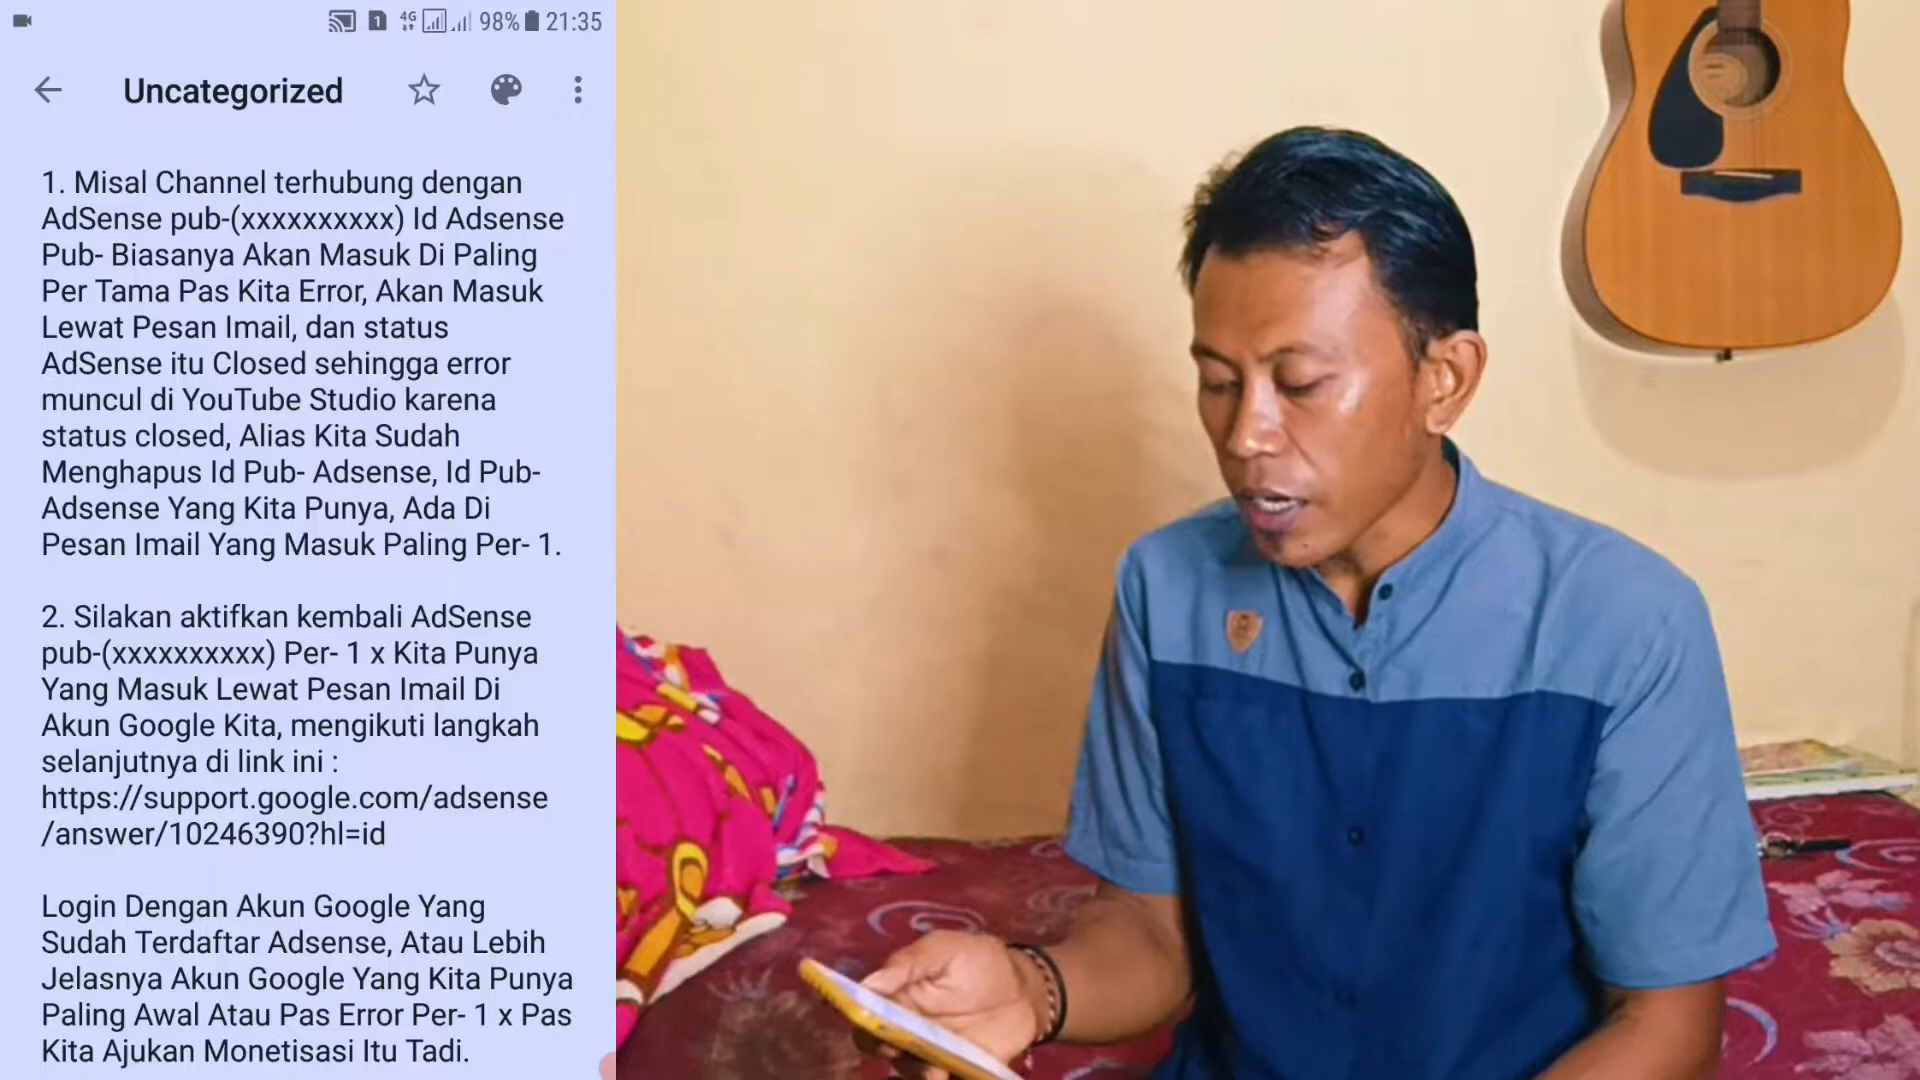 1 4G 98% 21:35
Uncategorized
1. Misal Channel terhubung dengan
AdSense pub-(xxxxxxxxxx) Id Adsense
Pub- Biasanya Akan Masuk Di Paling
Per Tama Pas Kita Error, Akan Masuk
Lewat Pesan Imail, dan status
AdSense itu Closed sehingga error
muncul di YouTube Studio karena
status closed, Alias Kita Sudah
Menghapus Id Pub- Adsense, Id Pub-
Adsense Yang Kita Punya, Ada Di
Pesan Imail Yang Masuk Paling Per- 1.
2. Silakan aktifkan kembali AdSense
pub-(xxxxxxxxxx) Per- 1 x Kita Punya
Yang Masuk Lewat Pesan Imail Di
Akun Google Kita, mengikuti langkah
selanjutnya di link ini :
https://support.google.com/adsense
/answer/10246390?hl=id
Login Dengan Akun Google Yang
Sudah Terdaftar Adsense, Atau Lebih
Jelasnya Akun Google Yang Kita Punya
Paling Awal Atau Pas Error Per- 1 x Pas
Kita Ajukan Monetisasi Itu Tadi.